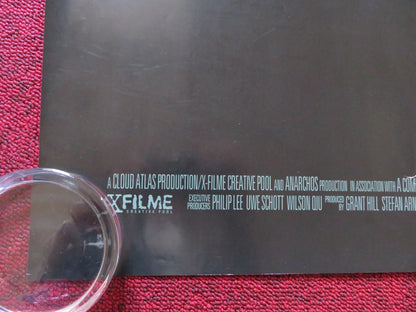 A CLOUD ATLAS PRODUCTION/X-FILME CREATIVE POOL AND ANARCHOS PRODUCTION IN ASSOCIATION WITH A COM
X FILME
CREATIVE POOL
EXECUTIVE PRODUCERS PHILIP LEE UWE SCHOTT WILSON QIU PRODUCED BY GRANT HILL STEFAN ARN